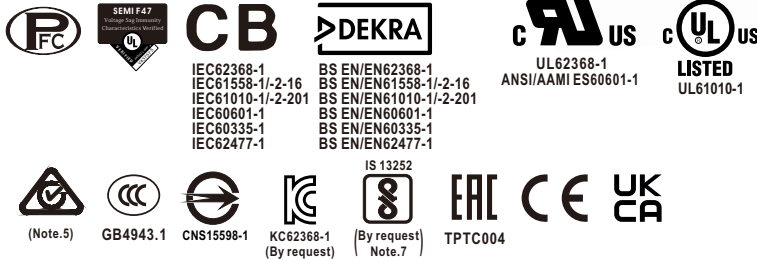 PFC
SEMI F47
Voltage Sag Immunity
Characteristics Verified
UL
CB
DEKRA
c RU US
c UL US
LISTED
UL62368-1
ANSI/AAMI ES60601-1
UL61010-1
IEC62368-1
IEC61558-1/-2-16
IEC61010-1/-2-201
IEC60601-1
IEC60335-1
IEC62477-1
BS EN/EN62368-1
BS EN/EN61558-1/-2-16
BS EN/EN61010-1/-2-201
BS EN/EN60601-1
BS EN/EN60335-1
BS EN/EN62477-1
(Note.5)
CCC
GB4943.1
CNS15598-1
KC62368-1
(By request)
IS 13252
(By request)
Note.7
EAC
TPTC004
CE
UK
CA